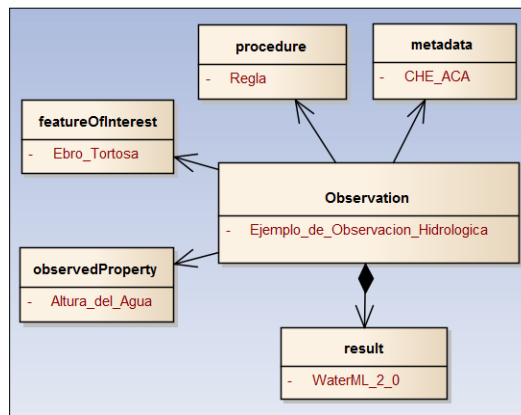 procedure
- Regla
metadata
- CHE_ACA
featureOfInterest
- Ebro_Tortosa
Observation
- Ejemplo_de_Observacion_Hidrologica
observedProperty
- Altura_del_Agua
result
- WaterML_2_0